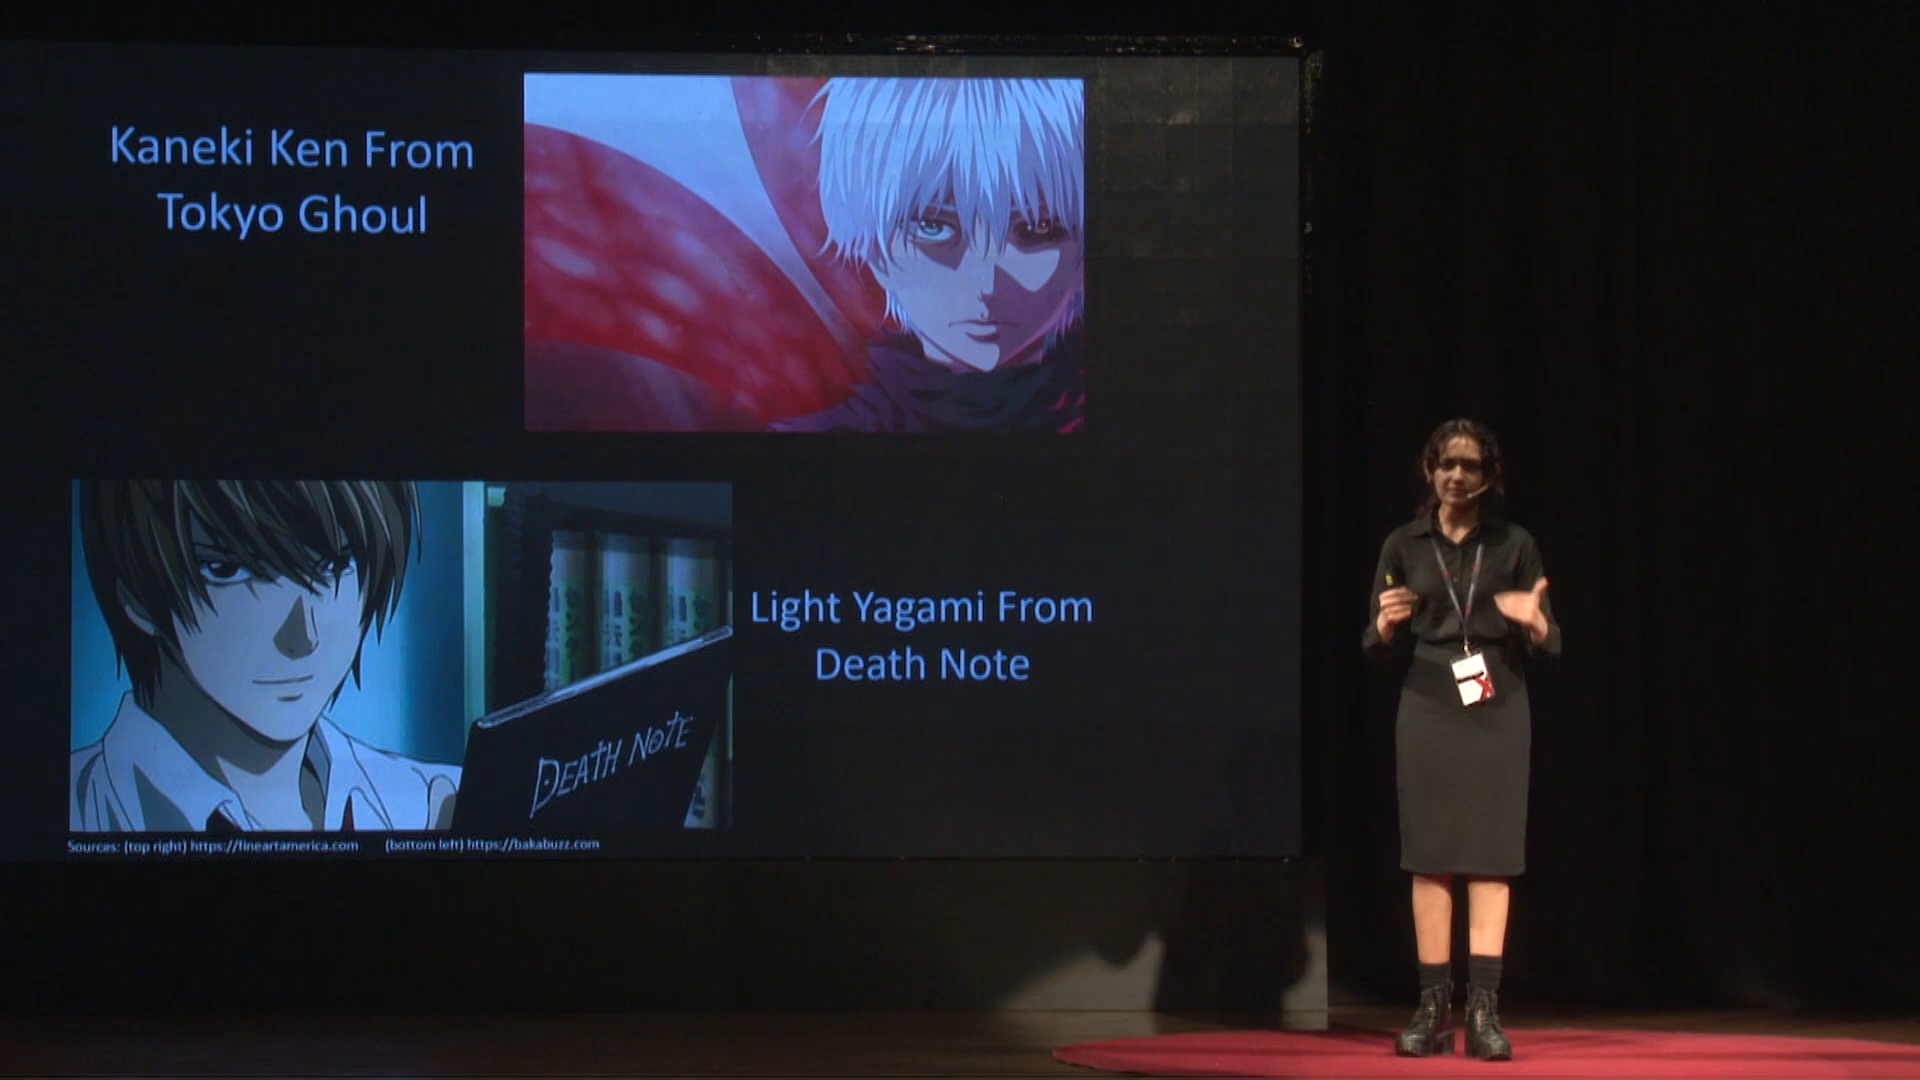 Kaneki Ken From
Tokyo Ghoul
DEATH NOTE
Light Yagami From
Death Note
Sources: (top right) https://fineartamerica.com (bottom left) https://bakabuzz.com
X